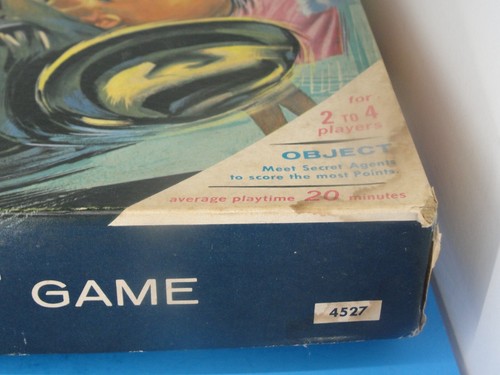 for
2 TO 4
players
OBJECT
Meet Secret Agents
to score the most Points.
average playtime 20 minutes
GAME
4527